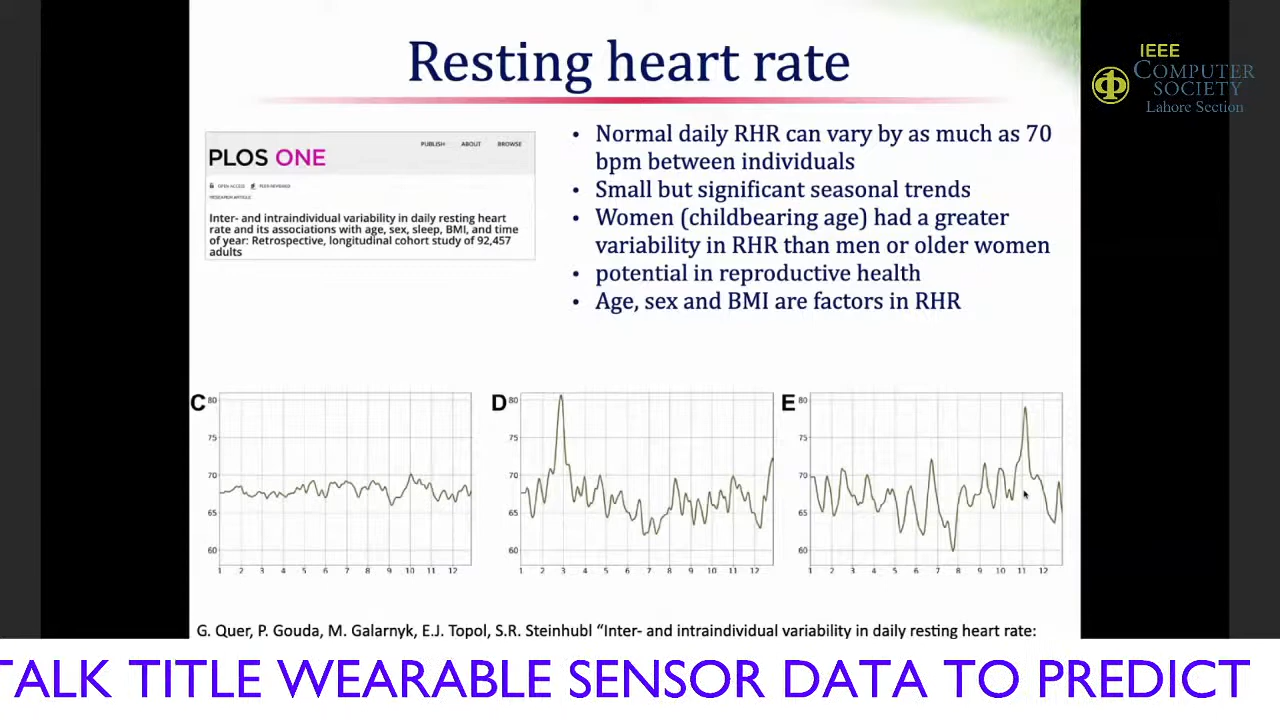 Resting heart rate
IEEE
COMPUTER
SOCIETY
Lahore Section
PLOS ONE
PUBLISH ABOUT BROWSE
OPEN ACCESS PEER-REVIEWED
RESEARCH ARTICLE
Inter- and intraindividual variability in daily resting heart
rate and its associations with age, sex, sleep, BMI, and time
of year: Retrospective, longitudinal cohort study of 92,457
adults
• Normal daily RHR can vary by as much as 70
bpm between individuals
• Small but significant seasonal trends
• Women (childbearing age) had a greater
variability in RHR than men or older women
• potential in reproductive health
• Age, sex and BMI are factors in RHR
C
80
75
70
65
60
1 2 3 4 5 6 7 8 9 10 11 12
D
80
75
70
65
60
1 2 3 4 5 6 7 8 9 10 11 12
E
80
75
70
65
60
1 2 3 4 5 6 7 8 9 10 11 12
G. Quer, P. Gouda, M. Galarnyk, E.J. Topol, S.R. Steinhubl “Inter- and intraindividual variability in daily resting heart rate:
TALK TITLE WEARABLE SENSOR DATA TO PREDICT